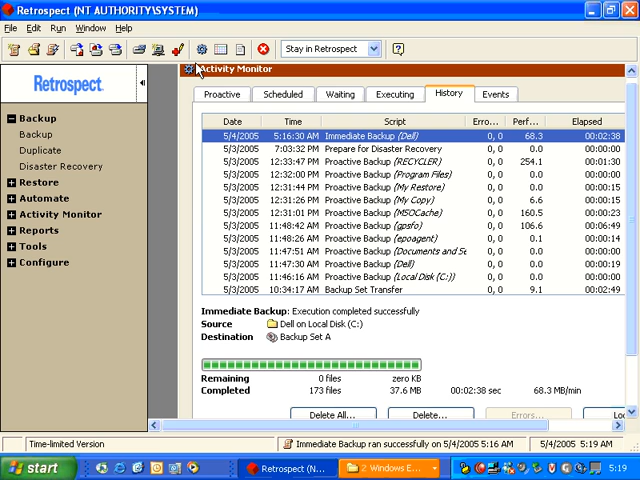 Retrospect (NT AUTHORITY\SYSTEM)
File Edit Run Window Help
Stay in Retrospect
Retrospect.
Backup
Backup
Duplicate
Disaster Recovery
Restore
Automate
Activity Monitor
Reports
Tools
Configure
Activity Monitor
Proactive Scheduled Waiting Executing History Events
Date Time Script Erro... Perf... Elapsed
5/4/2005 5:16:30 AM Immediate Backup (Dell) 0, 0 68.3 00:02:38
5/3/2005 7:03:32 PM Prepare for Disaster Recovery 0, 0 0.0 00:00:00
5/3/2005 12:33:47 PM Proactive Backup (RECYCLER) 0, 0 254.1 00:01:30
5/3/2005 12:32:00 PM Proactive Backup (Program Files) 0, 0 0.0 00:00:00
5/3/2005 12:31:44 PM Proactive Backup (My Restore) 0, 0 0.0 00:00:00
5/3/2005 12:31:26 PM Proactive Backup (My Copy) 0, 0 6.6 00:00:15
5/3/2005 12:31:01 PM Proactive Backup (MSOCache) 0, 0 160.5 00:00:23
5/3/2005 11:48:42 AM Proactive Backup (gpsfo) 0, 0 106.6 00:06:49
5/3/2005 11:48:26 AM Proactive Backup (epoagent) 0, 0 0.1 00:00:14
5/3/2005 11:47:51 AM Proactive Backup (Documents and Se 0, 0 0.0 00:00:00
5/3/2005 11:47:30 AM Proactive Backup (Dell) 0, 0 0.0 00:00:19
5/3/2005 11:46:16 AM Proactive Backup (Local Disk (C:)) 0, 0 0.0 00:00:00
5/3/2005 10:34:17 AM Backup Set Transfer 0, 0 9.1 00:02:49
Immediate Backup: Execution completed successfully
Source Dell on Local Disk (C:)
Destination Backup Set A
Remaining 0 files zero KB
Completed 173 files 37.6 MB 00:02:38 sec 68.3 MB/min
Delete All... Delete... Errors... Lo
Time-limited Version Immediate Backup ran successfully on 5/4/2005 5:16 AM 5/4/2005 5:19 AM
start Retrospect (N... 2 Windows E... 5:19